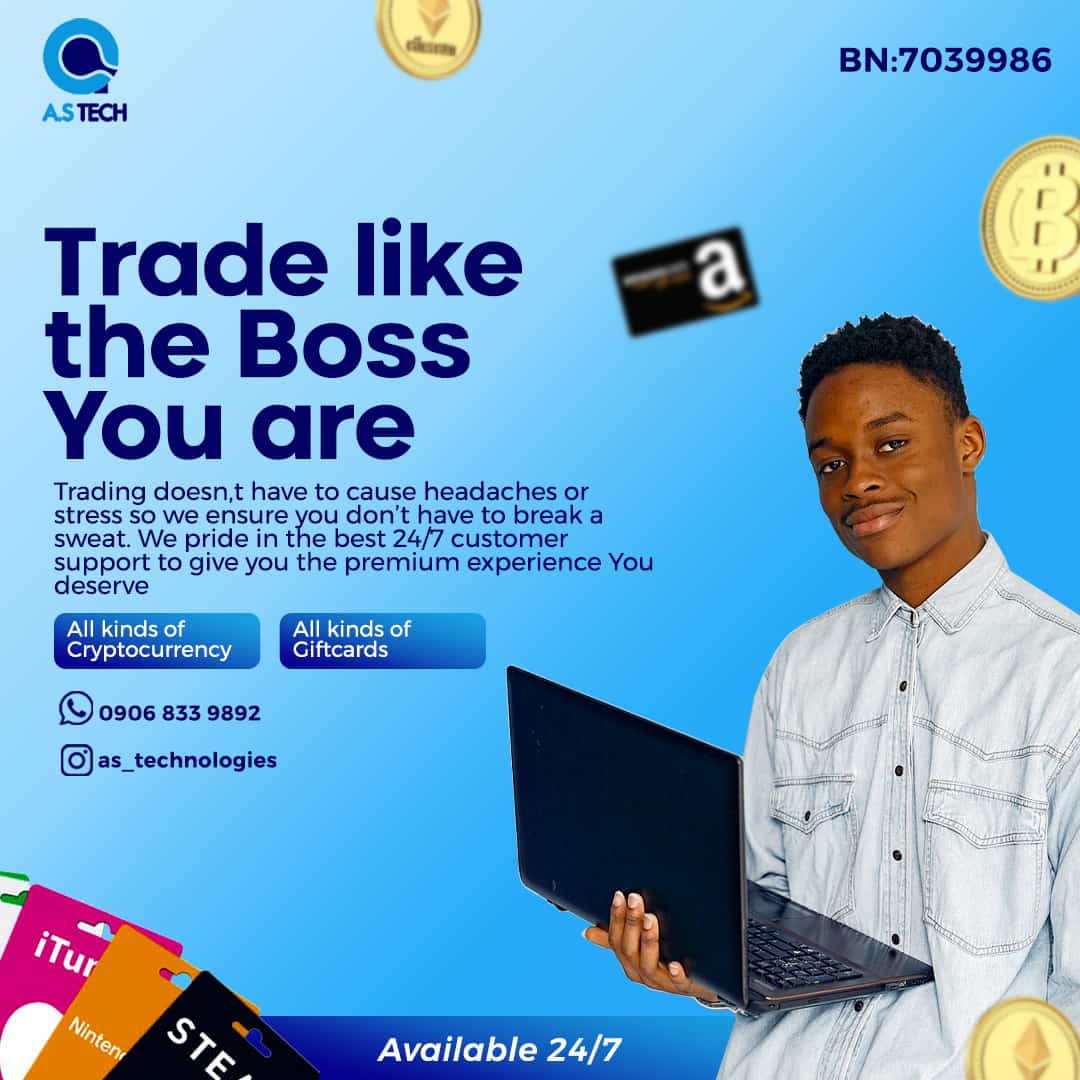 A.S TECH
BN:7039986
Trade like
the Boss
You are
Trading doesn,t have to cause headaches or
stress so we ensure you don’t have to break a
sweat. We pride in the best 24/7 customer
support to give you the premium experience You
deserve
All kinds of
Cryptocurrency
All kinds of
Giftcards
0906 833 9892
as_technologies
iTu
Ninten
STEA
Available 24/7